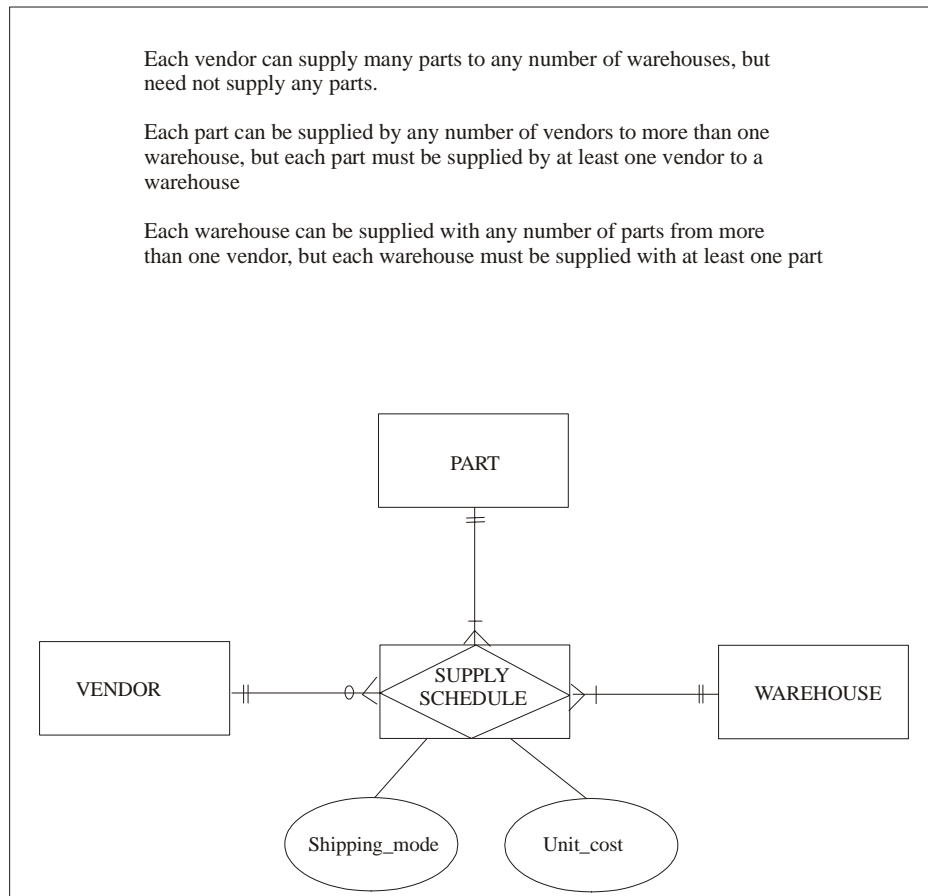 Each vendor can supply many parts to any number of warehouses, but
need not supply any parts.
Each part can be supplied by any number of vendors to more than one
warehouse, but each part must be supplied by at least one vendor to a
warehouse
Each warehouse can be supplied with any number of parts from more
than one vendor, but each warehouse must be supplied with at least one part
PART
VENDOR
SUPPLY
SCHEDULE
WAREHOUSE
Shipping_mode
Unit_cost